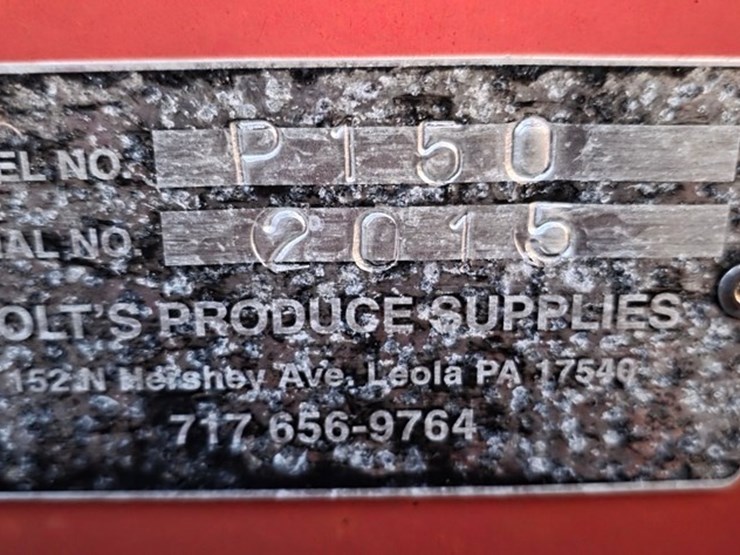 EL NO. P150
AL NO. 2015
OLT'S PRODUCE SUPPLIES
152 N Hershey Ave. Leola PA 17540
717 656-9764